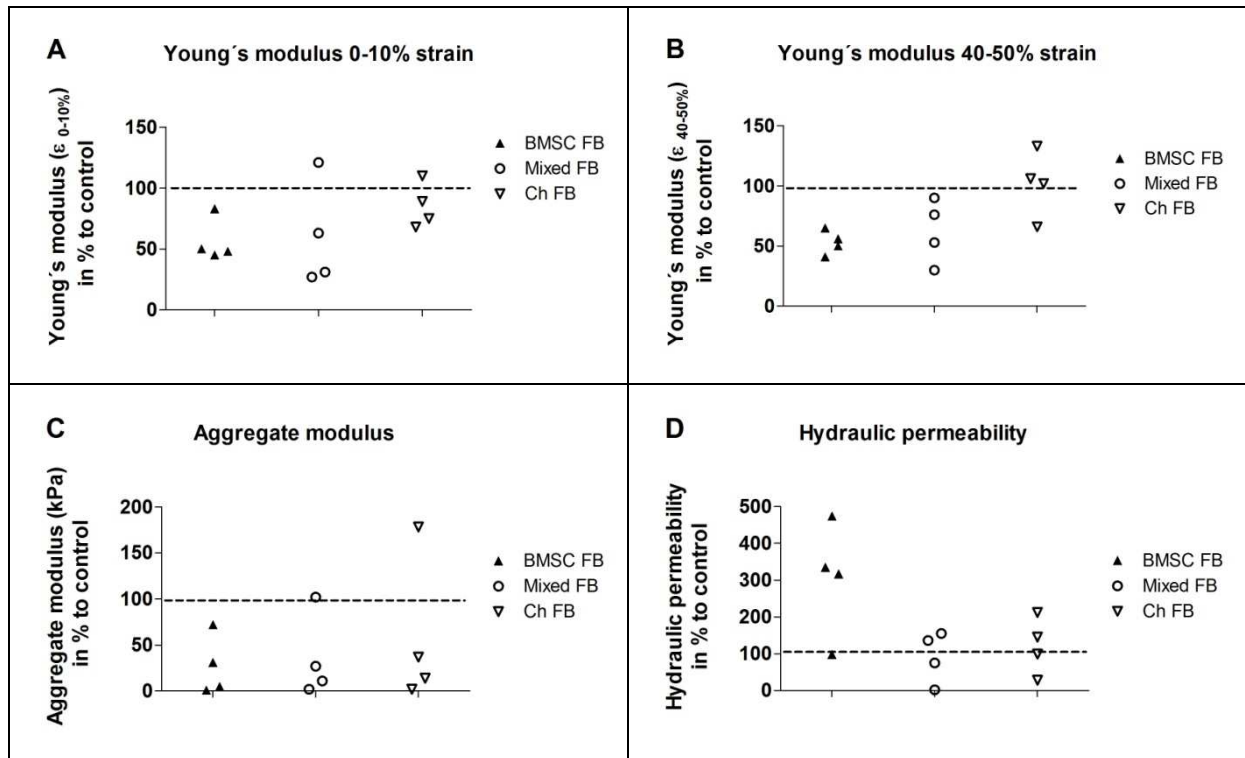 A
Young´s modulus 0-10% strain
Young´s modulus (ε 0-10%)
in % to control
150
100
50
0
BMSC FB
Mixed FB
Ch FB
B
Young´s modulus 40-50% strain
Young´s modulus (ε 40-50%)
in % to control
150
100
50
0
BMSC FB
Mixed FB
Ch FB
C
Aggregate modulus
Aggregate modulus (kPa)
in % to control
200
150
100
50
0
BMSC FB
Mixed FB
Ch FB
D
Hydraulic permeability
Hydraulic permeability
in % to control
500
400
300
200
100
0
BMSC FB
Mixed FB
Ch FB